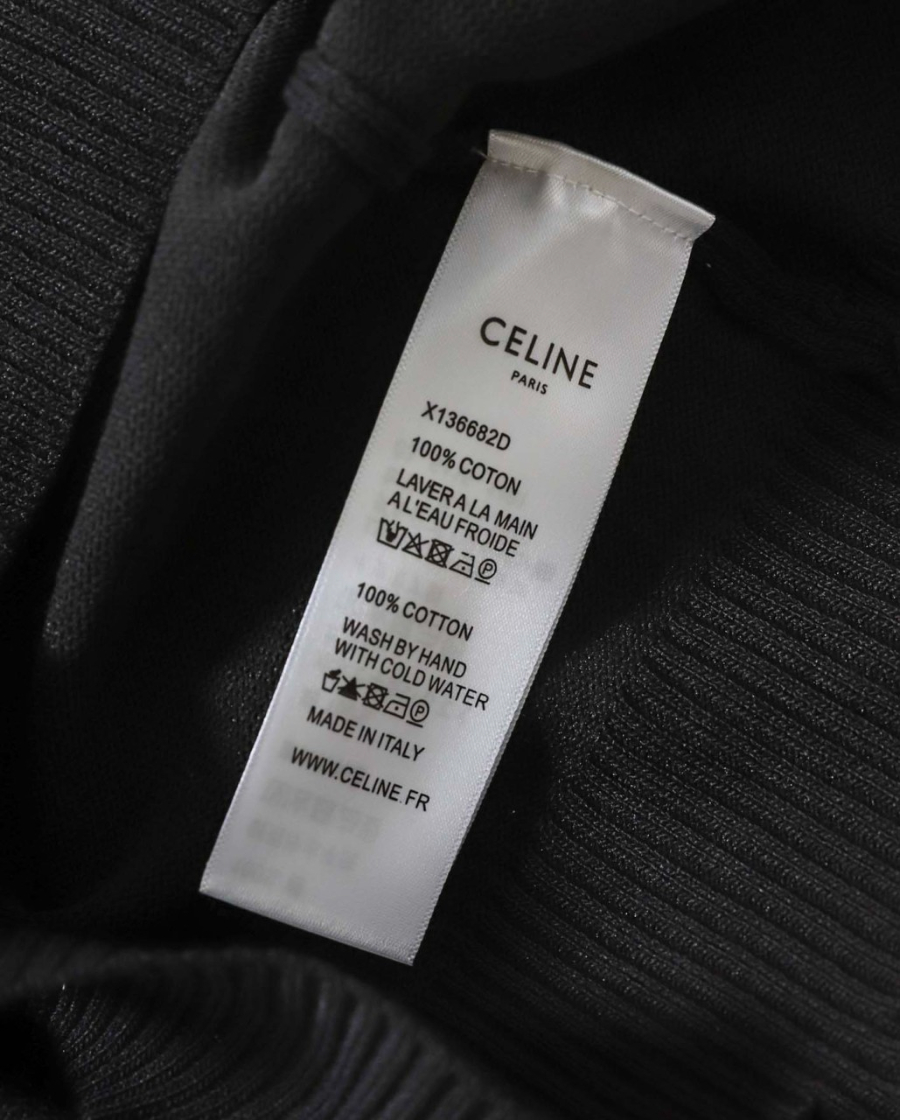 CELINE
PARIS
X136682D
100% COTON
LAVER A LA MAIN
A L'EAU FROIDE
P
100% COTTON
WASH BY HAND
WITH COLD WATER
P
MADE IN ITALY
WWW.CELINE.FR